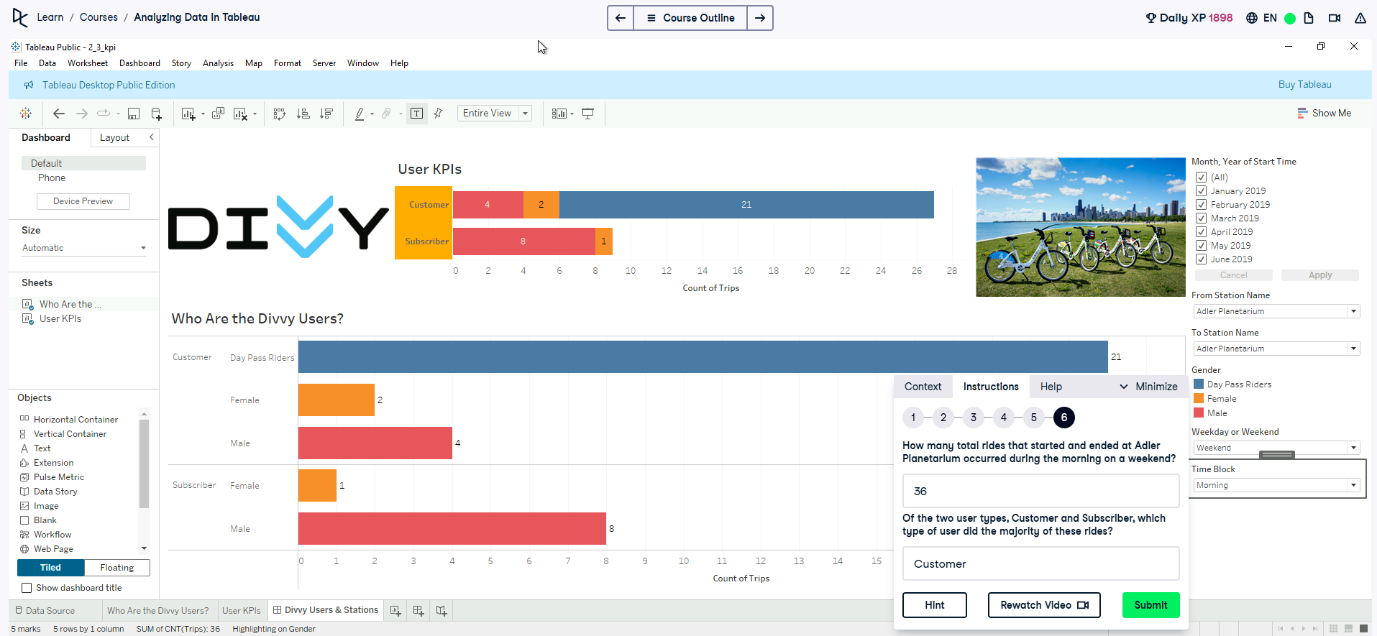 Learn / Courses / Analyzing Data in Tableau
Course Outline
Daily XP 1898
EN
Tableau Public - 2_3_kpi
File Data Worksheet Dashboard Story Analysis Map Format Server Window Help
Tableau Desktop Public Edition
Buy Tableau
Entire View
Show Me
Dashboard
Layout
Default
Phone
Device Preview
Size
Automatic
Sheets
Who Are the ...
User KPIs
Objects
Horizontal Container
Vertical Container
Text
Extension
Pulse Metric
Data Story
Image
Blank
Workflow
Web Page
Tiled
Floating
Show dashboard title
DIVVY
User KPIs
Customer 4 2 21
Subscriber 8 1
0 2 4 6 8 10 12 14 16 18 20 22 24 26 28
Count of Trips
Who Are the Divvy Users?
Customer Day Pass Riders 21
Female 2
Male 4
Subscriber Female 1
Male 8
0 1 2 3 4 5 6 7 8 9 10 11 12 13 14 15
Count of Trips
Month, Year of Start Time
(All)
January 2019
February 2019
March 2019
April 2019
May 2019
June 2019
Cancel
Apply
From Station Name
Adler Planetarium
To Station Name
Adler Planetarium
Gender
Day Pass Riders
Female
Male
Weekday or Weekend
Weekend
Time Block
Morning
Context
Instructions
Help
Minimize
1 2 3 4 5 6
How many total rides that started and ended at Adler
Planetarium occurred during the morning on a weekend?
36
Of the two user types, Customer and Subscriber, which
type of user did the majority of these rides?
Customer
Hint
Rewatch Video
Submit
Data Source
Who Are the Divvy Users?
User KPIs
Divvy Users & Stations
5 marks 5 rows by 1 column SUM of CNT(Trips): 36 Highlighting on Gender